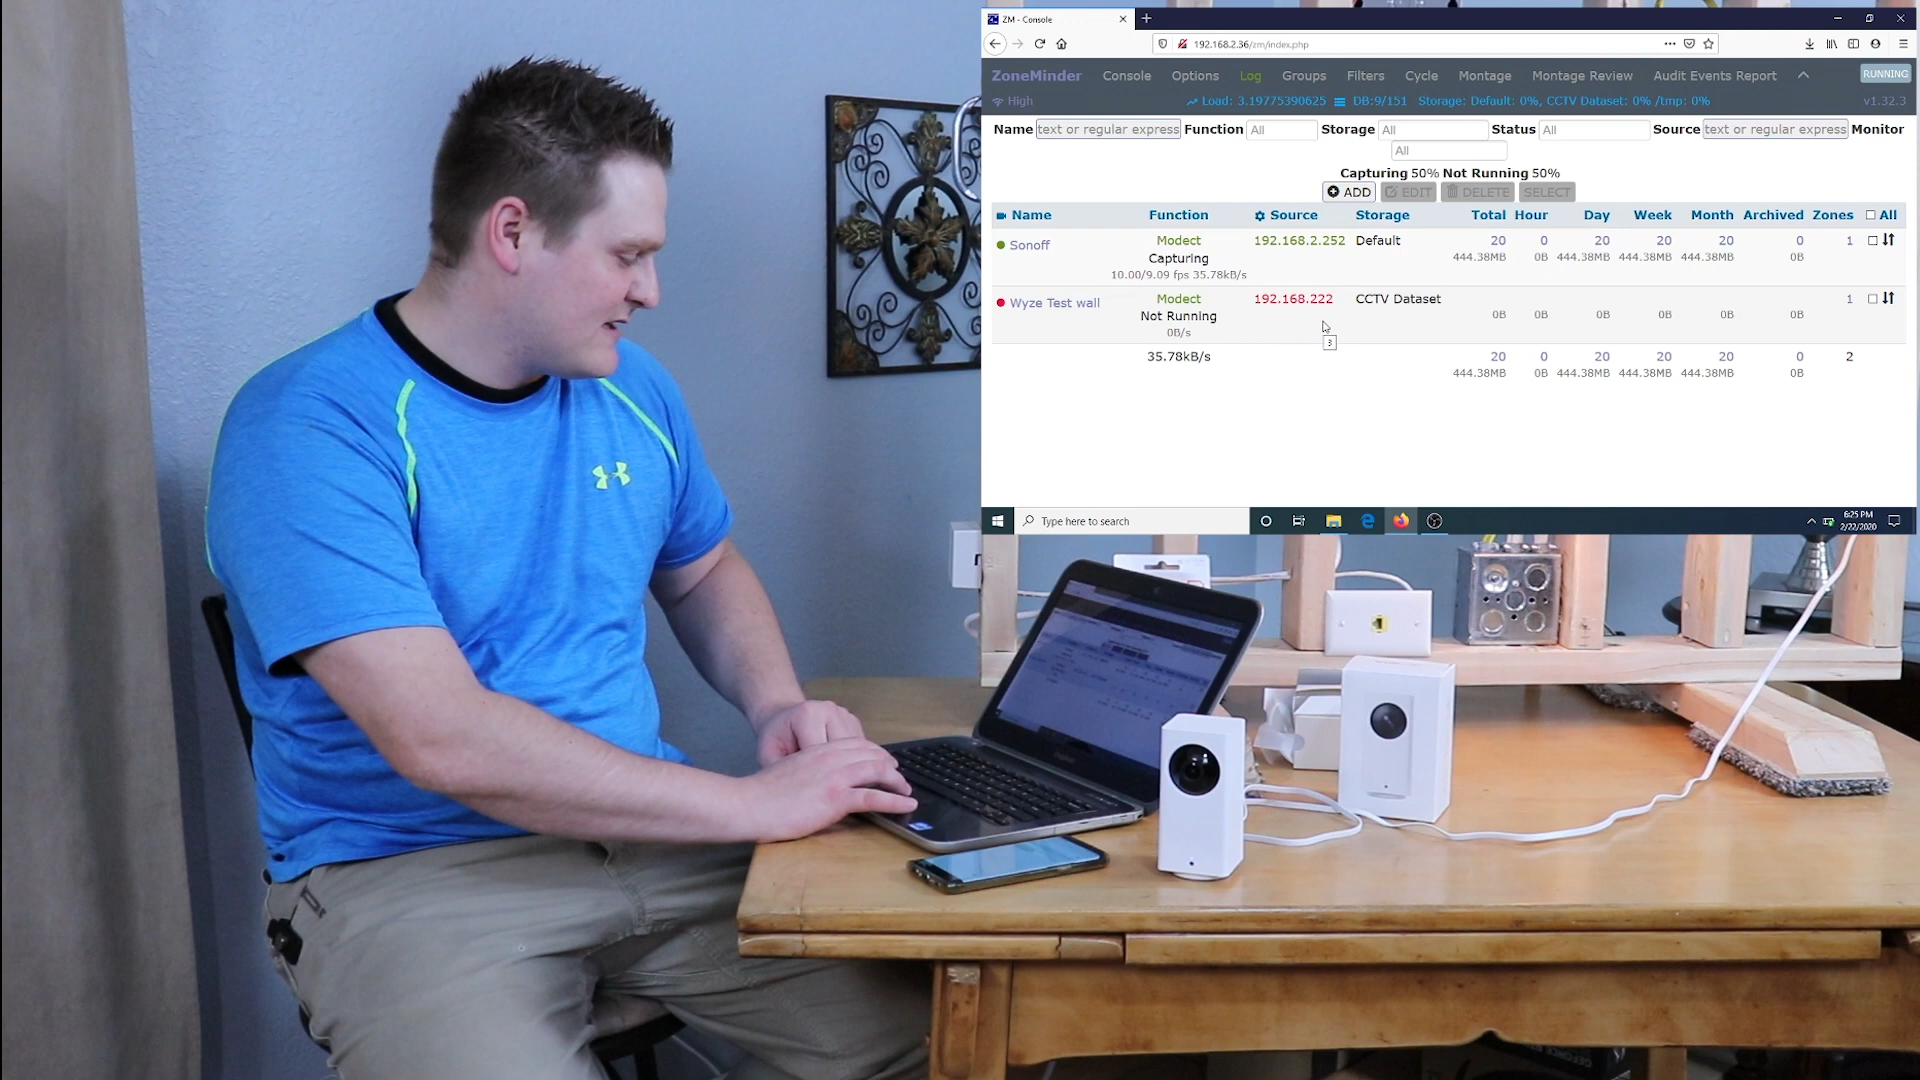 ZM - Console
192.168.2.36/zm/index.php
ZoneMinder Console Options Log Groups Filters Cycle Montage Montage Review Audit Events Report RUNNING
High Load: 3.19775390625 DB:9/151 Storage: Default: 0%, CCTV Dataset: 0% /tmp: 0% v1.32.3
Name text or regular express Function All Storage All Status All Source text or regular express Monitor
All
Capturing 50% Not Running 50%
ADD EDIT DELETE SELECT
Name Function Source Storage Total Hour Day Week Month Archived Zones All
Sonoff Modect 192.168.2.252 Default 20 0 20 20 20 0 1
Capturing 444.38MB 0B 444.38MB 444.38MB 444.38MB 0B
10.00/9.09 fps 35.78kB/s
Wyze Test wall Modect 192.168.222 CCTV Dataset 1
Not Running 0B 0B 0B 0B 0B 0B
0B/s
35.78kB/s 20 0 20 20 20 0 2
444.38MB 0B 444.38MB 444.38MB 444.38MB 0B
Type here to search
6:25 PM
2/22/2020